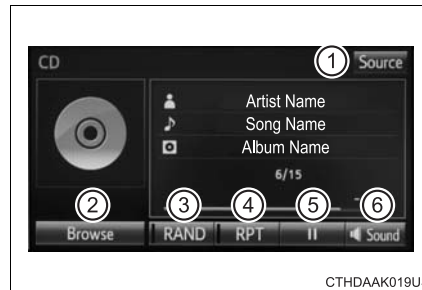 CD
1
Source
Artist Name
Song Name
Album Name
6/15
2
3
4
5
6
Browse
RAND
RPT
Sound
CTHDAAK019U